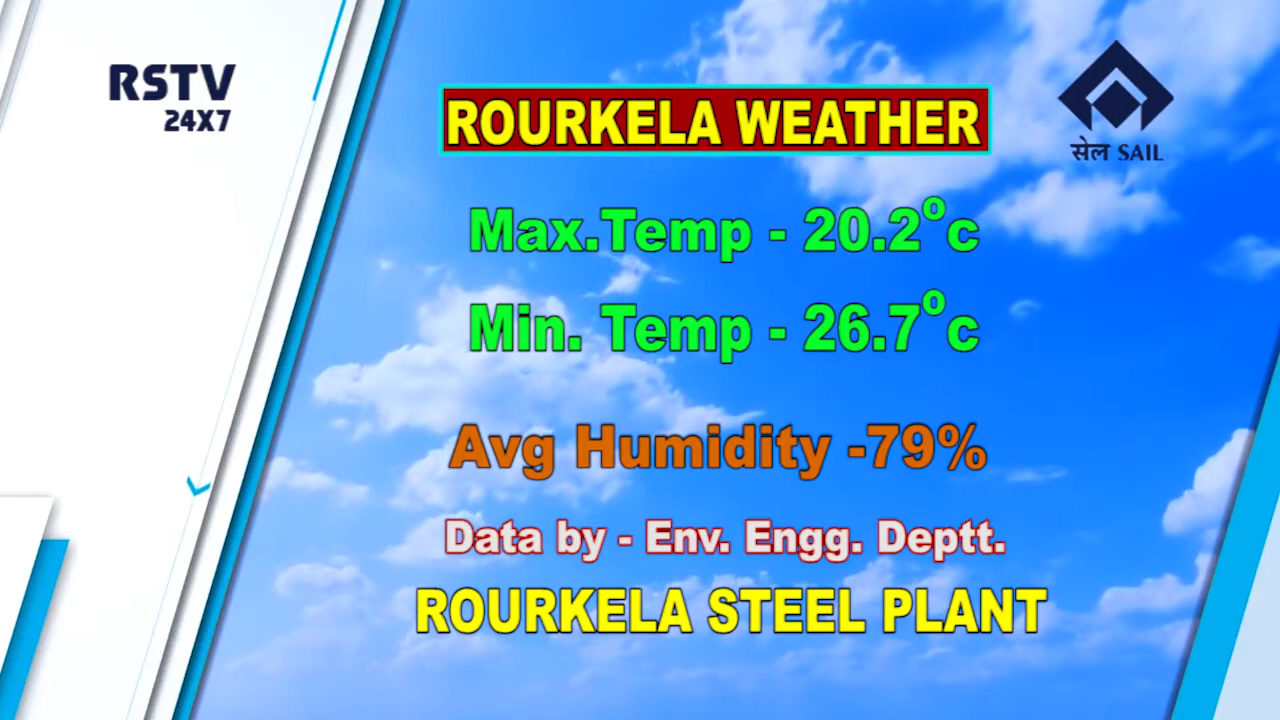 RSTV
24X7
ROURKELA WEATHER
सेल SAIL
Max.Temp - 20.2°c
Min. Temp - 26.7°c
Avg Humidity -79%
Data by - Env. Engg. Deptt.
ROURKELA STEEL PLANT